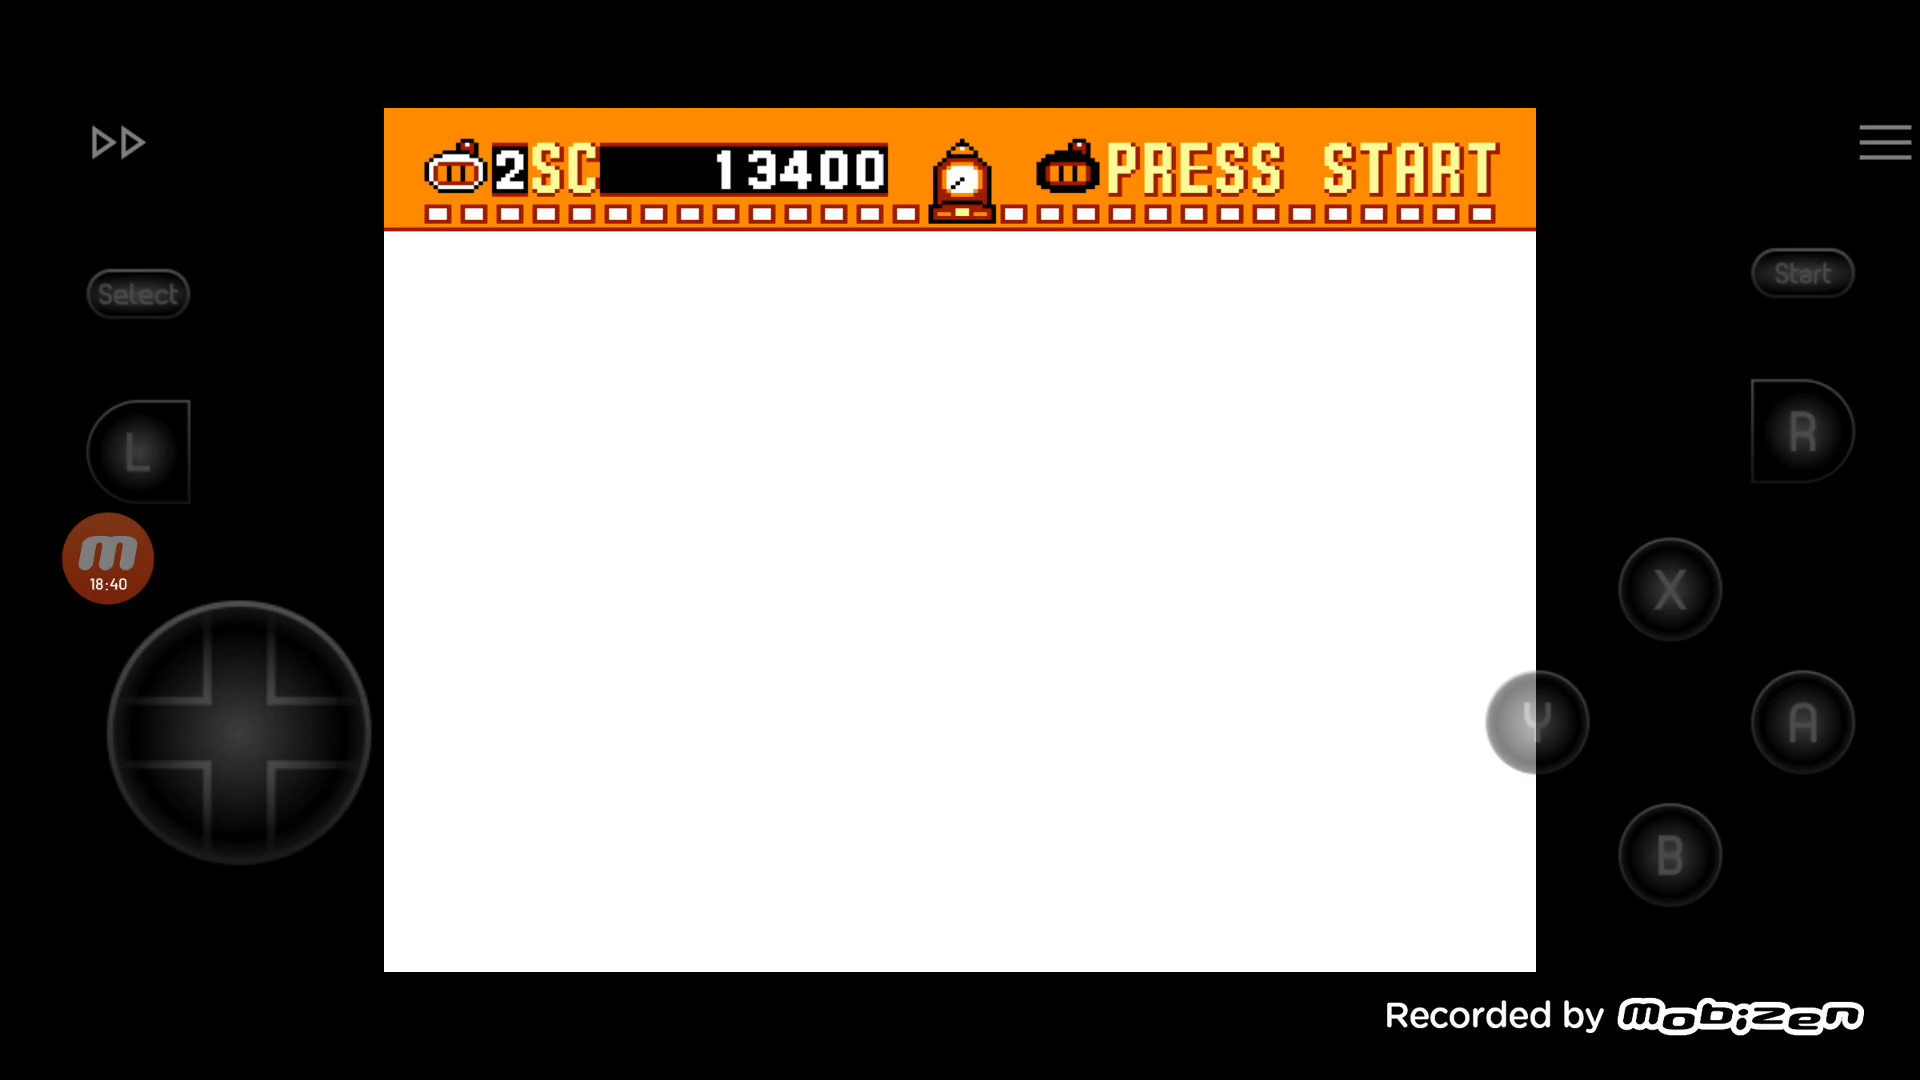 2SC 13400 PRESS START
Select
Start
L
R
m
18:40
X
Y
A
B
Recorded by mobizen